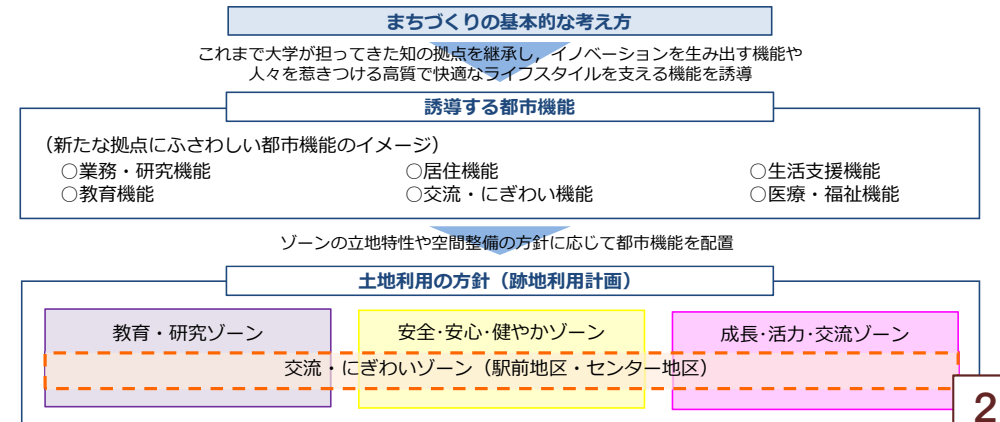 まちづくりの基本的な考え方
これまで大学が担ってきた知の拠点を継承し，イノベーションを生み出す機能や
人々を惹きつける高質で快適なライフスタイルを支える機能を誘導
誘導する都市機能
（新たな拠点にふさわしい都市機能のイメージ）
○業務・研究機能 ○居住機能 ○生活支援機能
○教育機能 ○交流・にぎわい機能 ○医療・福祉機能
ゾーンの立地特性や空間整備の方針に応じて都市機能を配置
土地利用の方針（跡地利用計画）
教育・研究ゾーン 安全・安心・健やかゾーン 成長・活力・交流ゾーン
交流・にぎわいゾーン（駅前地区・センター地区）
2